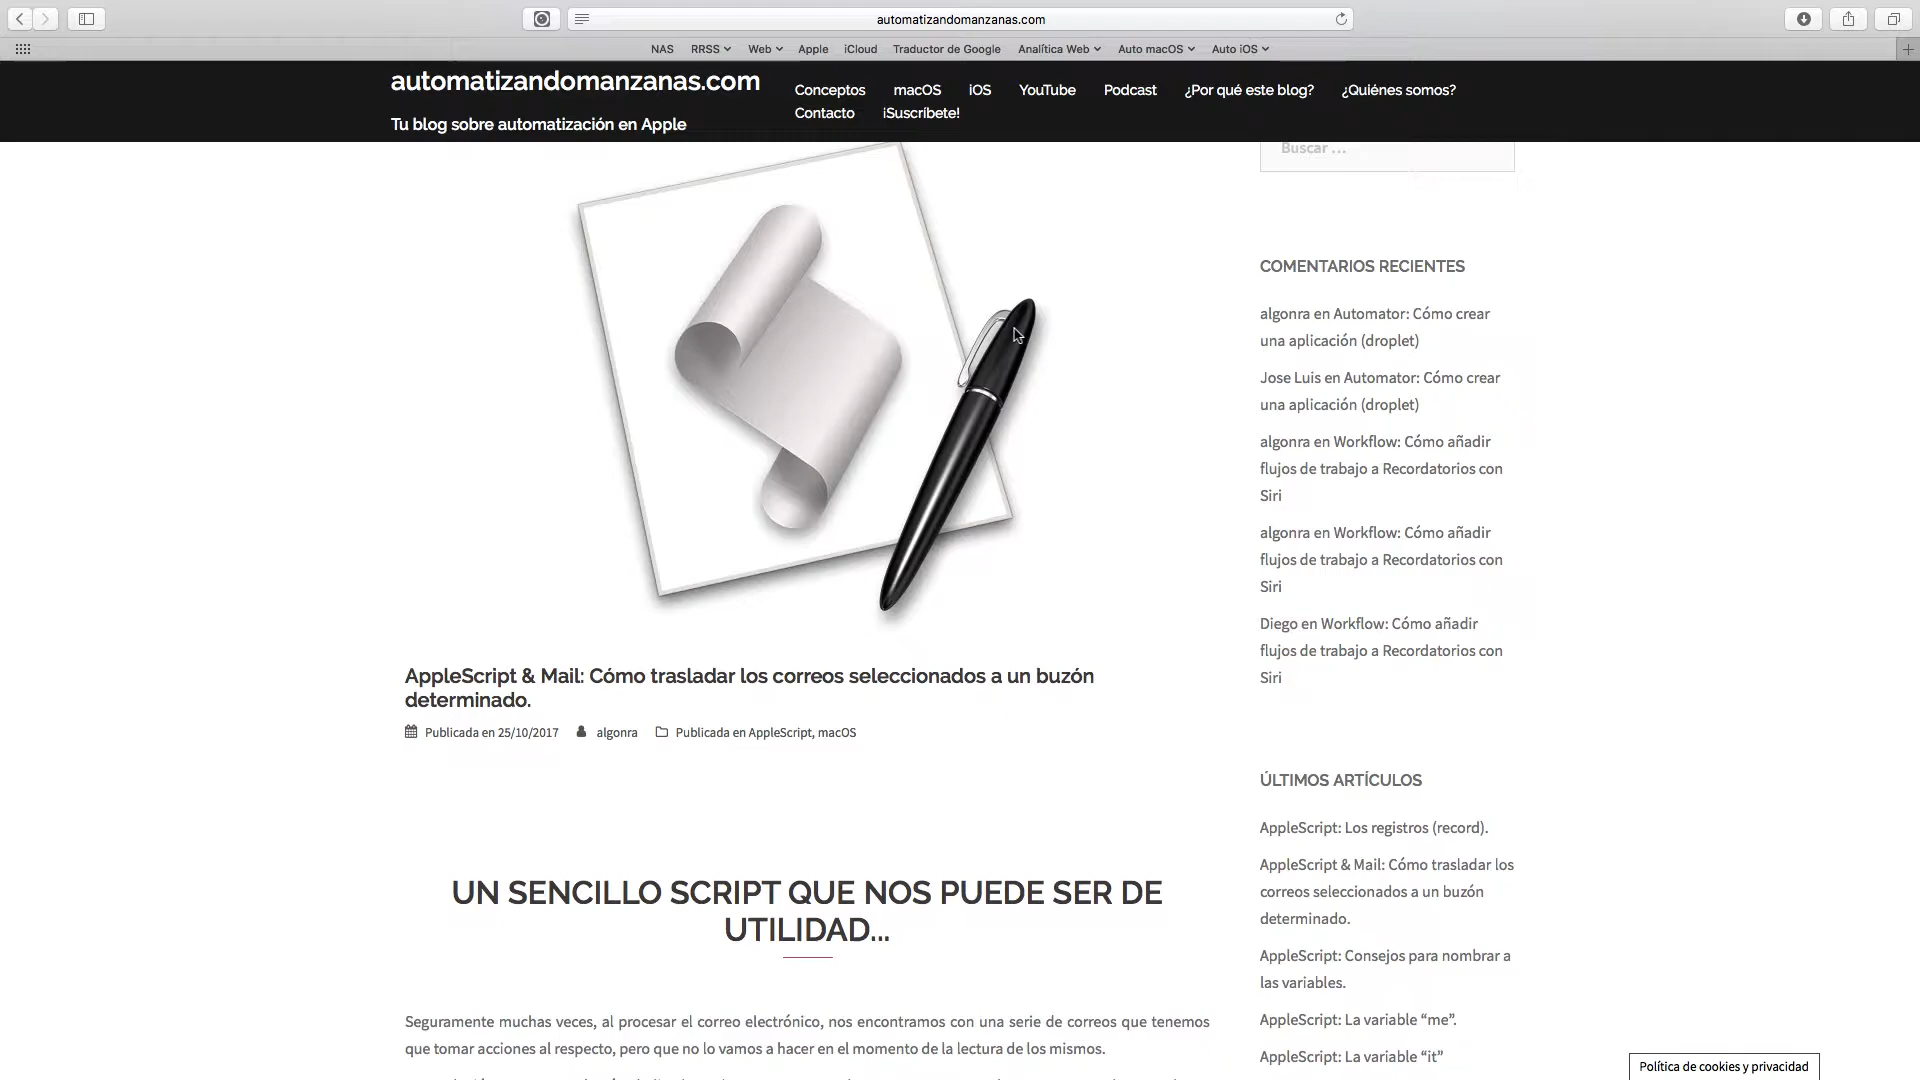 automatizandomanzanas.com
NAS RRSS Web Apple iCloud Traductor de Google Analítica Web Auto macOS Auto iOS
automatizandomanzanas.com
Tu blog sobre automatización en Apple
Conceptos macOS iOS YouTube Podcast ¿Por qué este blog? ¿Quiénes somos?
Contacto ¡Suscríbete!
Buscar …
AppleScript & Mail: Cómo trasladar los correos seleccionados a un buzón
determinado.
Publicada en 25/10/2017 algonra Publicada en AppleScript, macOS
UN SENCILLO SCRIPT QUE NOS PUEDE SER DE
UTILIDAD...
Seguramente muchas veces, al procesar el correo electrónico, nos encontramos con una serie de correos que tenemos
que tomar acciones al respecto, pero que no lo vamos a hacer en el momento de la lectura de los mismos.
COMENTARIOS RECIENTES
algonra en Automator: Cómo crear
una aplicación (droplet)
Jose Luis en Automator: Cómo crear
una aplicación (droplet)
algonra en Workflow: Cómo añadir
flujos de trabajo a Recordatorios con
Siri
algonra en Workflow: Cómo añadir
flujos de trabajo a Recordatorios con
Siri
Diego en Workflow: Cómo añadir
flujos de trabajo a Recordatorios con
Siri
ÚLTIMOS ARTÍCULOS
AppleScript: Los registros (record).
AppleScript & Mail: Cómo trasladar los
correos seleccionados a un buzón
determinado.
AppleScript: Consejos para nombrar a
las variables.
AppleScript: La variable “me”.
AppleScript: La variable “it”
Política de cookies y privacidad